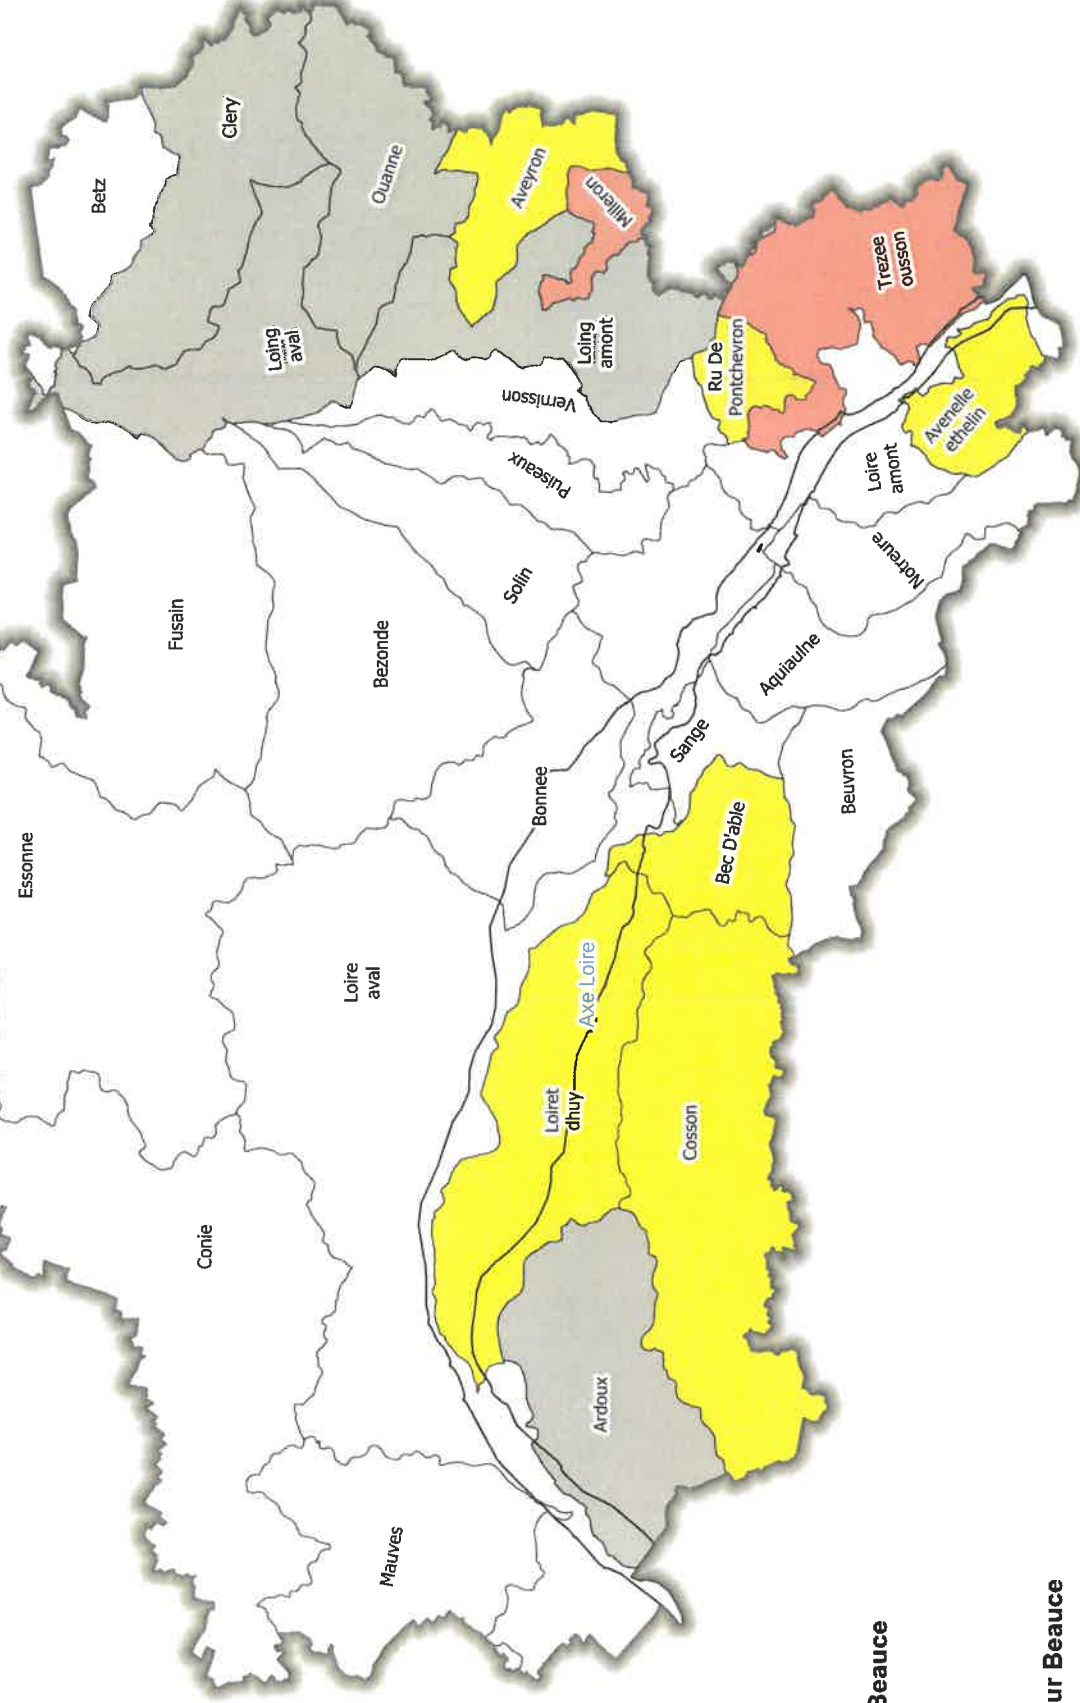 Betz
Clery
Ouanne
Aveyron
Milleron
Loing
aval
Loing
amont
Trezee
ousson
Ru De
Pontchevron
Vernisson
Puiseaux
Avenelle
ethelin
Loire
amont
Notreure
Solin
Fusain
Bezonde
Aquiaulne
Sange
Bonnee
Beuvron
Bec D'able
Essonne
Loire
aval
Axe Loire
Loiret
dhuy
Cosson
Conie
Ardoux
Mauves
Beauce
ur Beauce